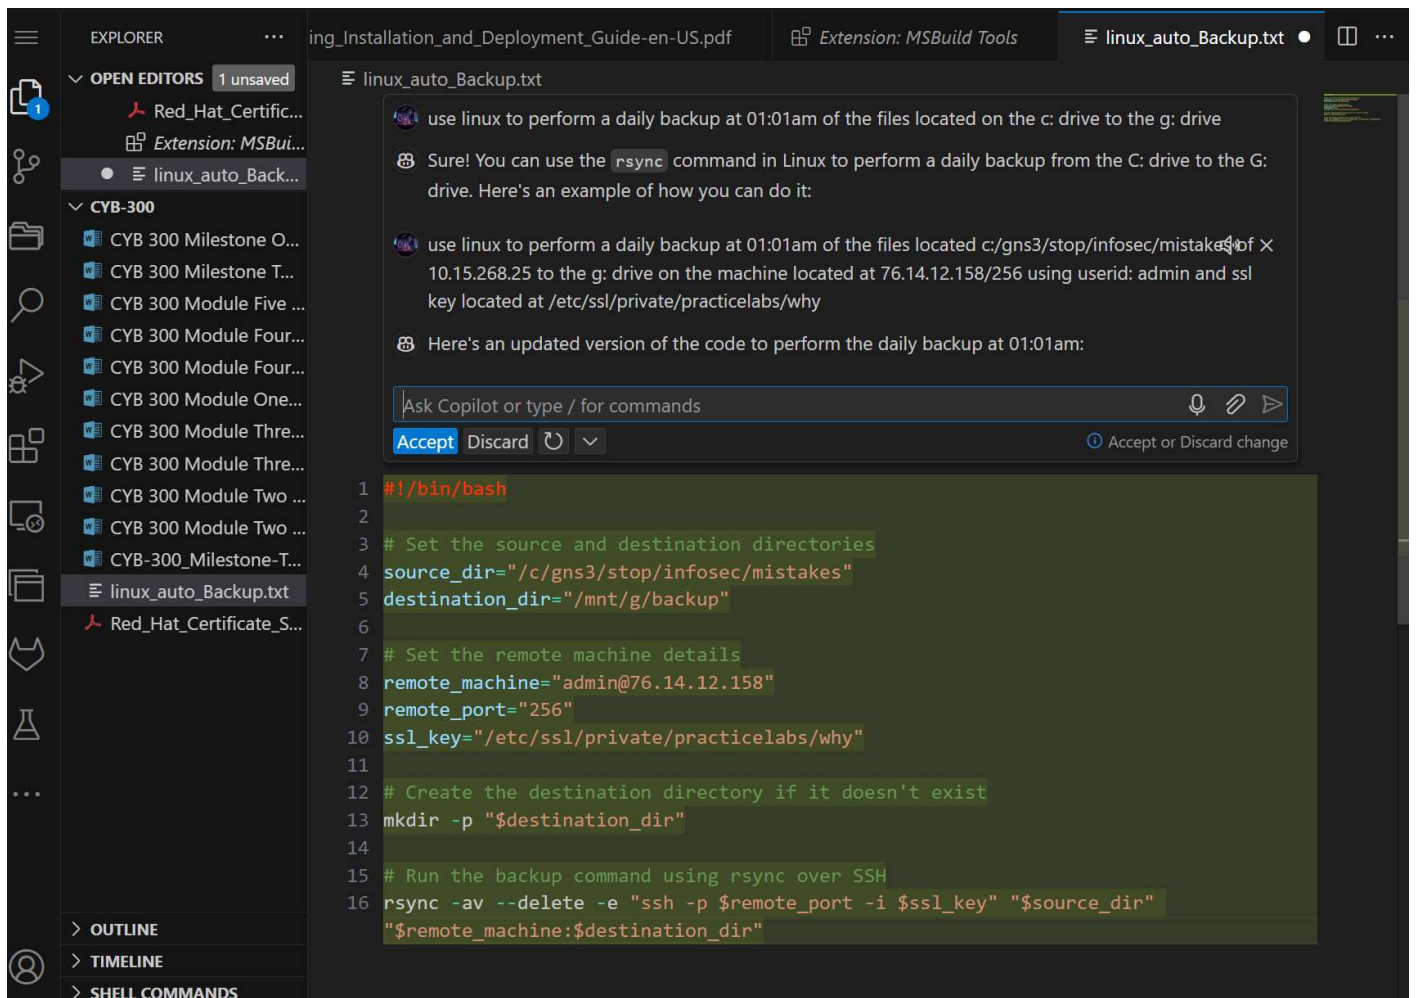 EXPLORER
ing_Installation_and_Deployment_Guide-en-US.pdf
Extension: MSBuild Tools
linux_auto_Backup.txt
OPEN EDITORS 1 unsaved
Red_Hat_Certific...
Extension: MSBui...
linux_auto_Back...
CYB-300
CYB 300 Milestone O...
CYB 300 Milestone T...
CYB 300 Module Five ...
CYB 300 Module Four...
CYB 300 Module Four...
CYB 300 Module One...
CYB 300 Module Thre...
CYB 300 Module Thre...
CYB 300 Module Two ...
CYB 300 Module Two ...
CYB-300_Milestone-T...
linux_auto_Backup.txt
Red_Hat_Certificate_S...
OUTLINE
TIMELINE
SHELL COMMANDS
1
linux_auto_Backup.txt
use linux to perform a daily backup at 01:01am of the files located on the c: drive to the g: drive
Sure! You can use the rsync command in Linux to perform a daily backup from the C: drive to the G:
drive. Here's an example of how you can do it:
use linux to perform a daily backup at 01:01am of the files located c:/gns3/stop/infosec/mistakes of
10.15.268.25 to the g: drive on the machine located at 76.14.12.158/256 using userid: admin and ssl
key located at /etc/ssl/private/practicelabs/why
Here's an updated version of the code to perform the daily backup at 01:01am:
Ask Copilot or type / for commands
Accept Discard
Accept or Discard change
1 #!/bin/bash
2
3 # Set the source and destination directories
4 source_dir="/c/gns3/stop/infosec/mistakes"
5 destination_dir="/mnt/g/backup"
6
7 # Set the remote machine details
8 remote_machine="admin@76.14.12.158"
9 remote_port="256"
10 ssl_key="/etc/ssl/private/practicelabs/why"
11
12 # Create the destination directory if it doesn't exist
13 mkdir -p "$destination_dir"
14
15 # Run the backup command using rsync over SSH
16 rsync -av --delete -e "ssh -p $remote_port -i $ssl_key" "$source_dir"
"$remote_machine:$destination_dir"